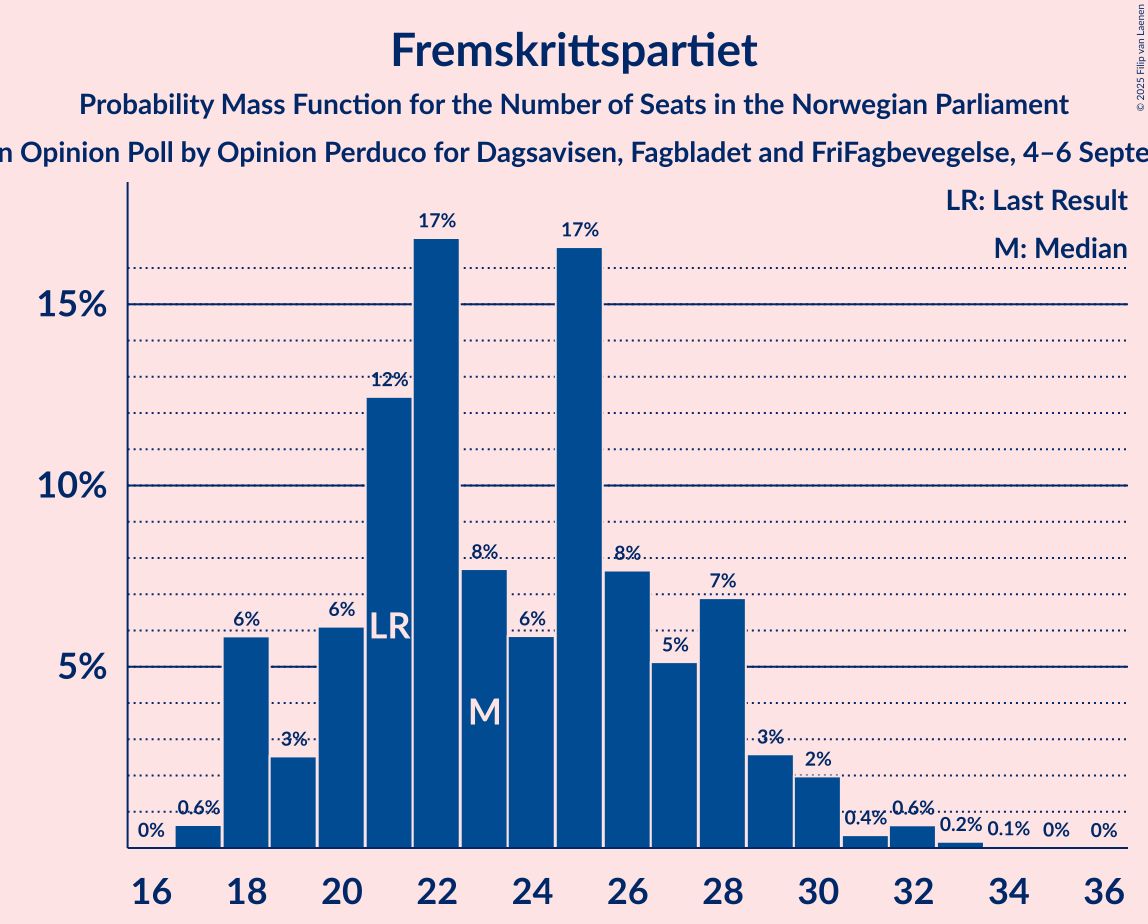 Fremskrittspartiet
Probability Mass Function for the Number of Seats in the Norwegian Parliament
n Opinion Poll by Opinion Perduco for Dagsavisen, Fagbladet and FriFagbevegelse, 4–6 Septe
© 2025 Filip van Laenen
LR: Last Result
M: Median
15%
10%
5%
0%
0.6%
6%
3%
6%
12%
17%
8%
6%
17%
8%
5%
7%
3%
2%
0.4%
0.6%
0.2%
0.1%
0%
0%
LR
M
16 18 20 22 24 26 28 30 32 34 36